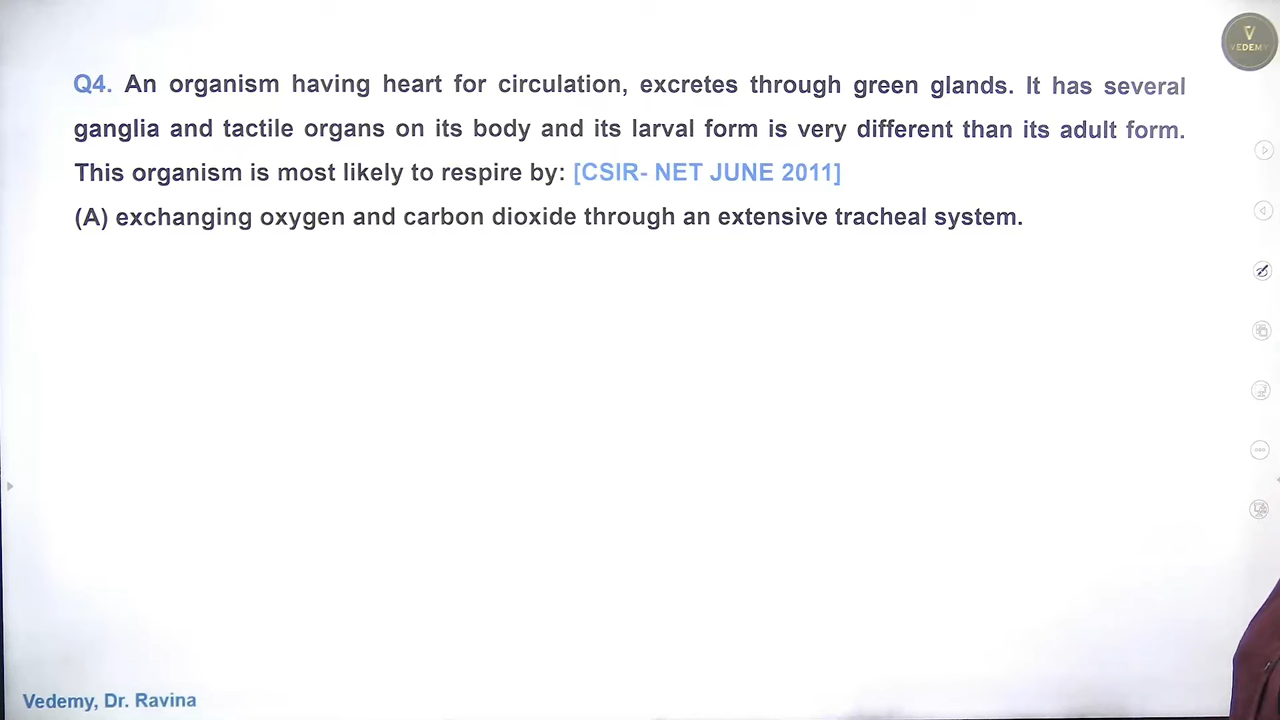 V
VEDEMY
Q4. An organism having heart for circulation, excretes through green glands. It has several
ganglia and tactile organs on its body and its larval form is very different than its adult form.
This organism is most likely to respire by: [CSIR- NET JUNE 2011]
(A) exchanging oxygen and carbon dioxide through an extensive tracheal system.
Vedemy, Dr. Ravina